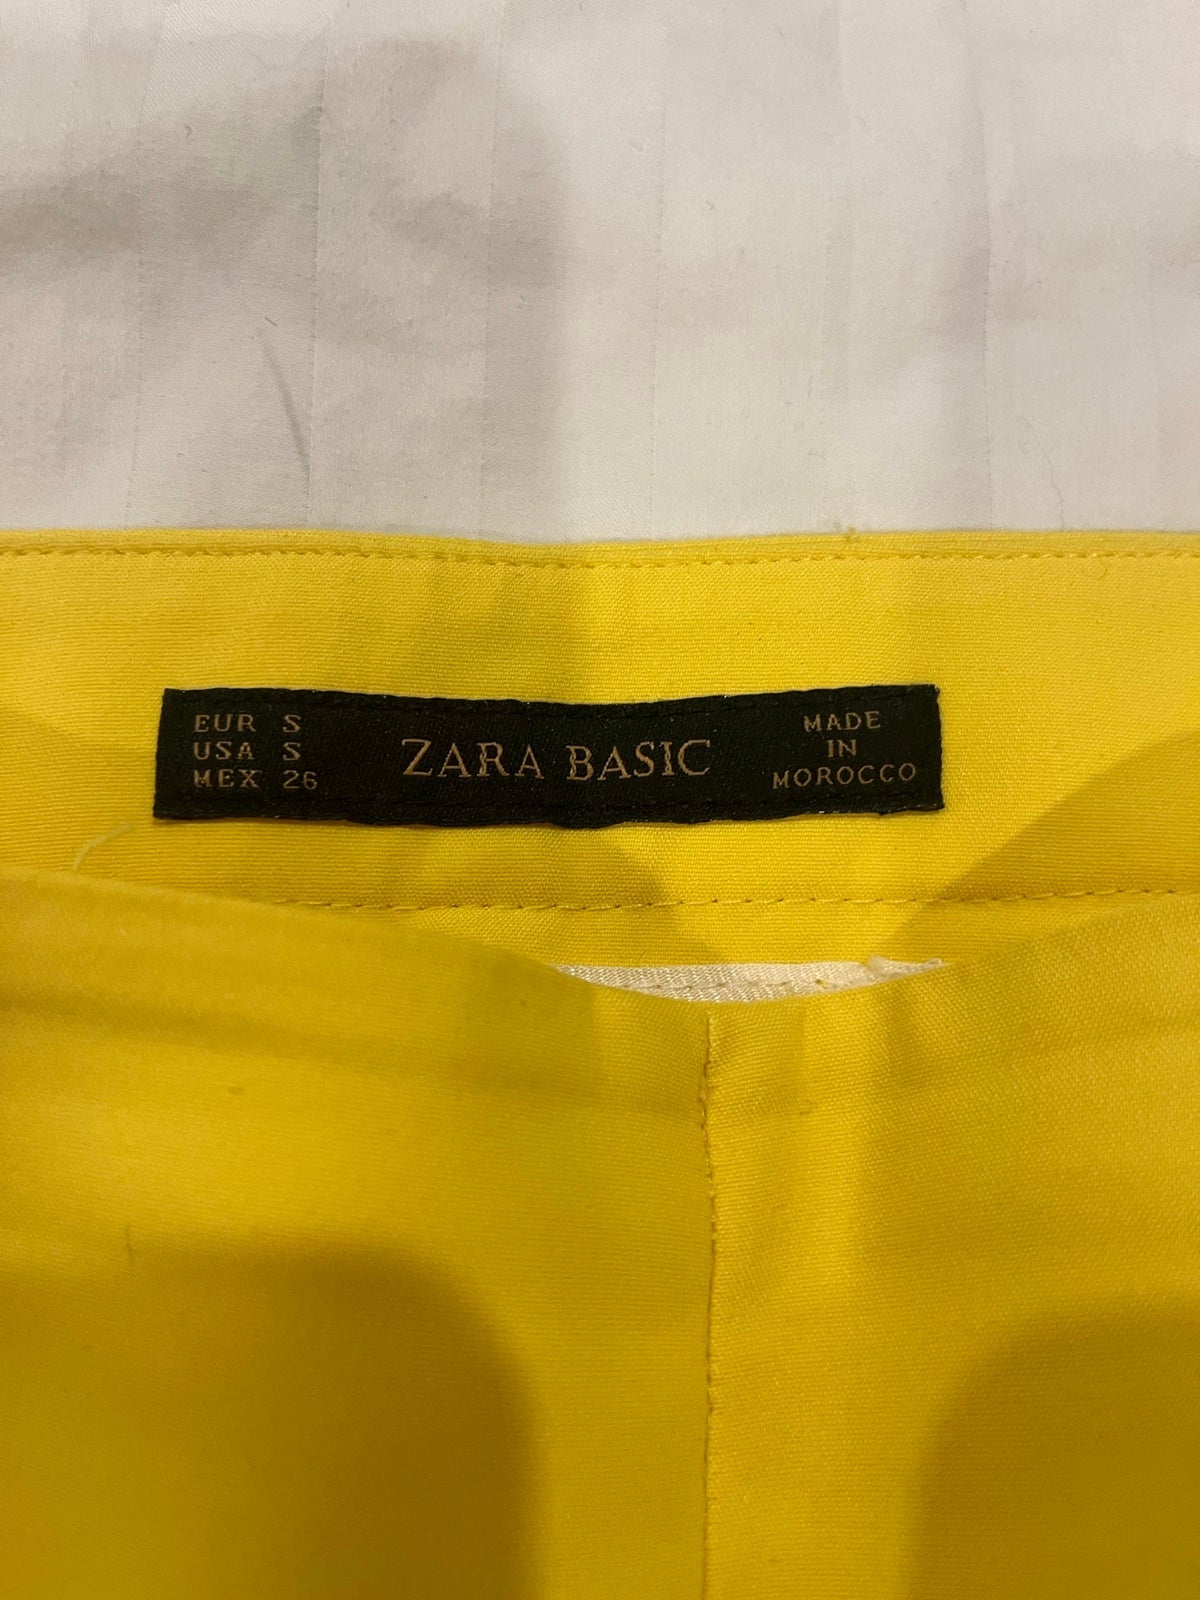 EUR S
USA S
MEX 26
ZARA BASIC
MADE
IN
MOROCCO